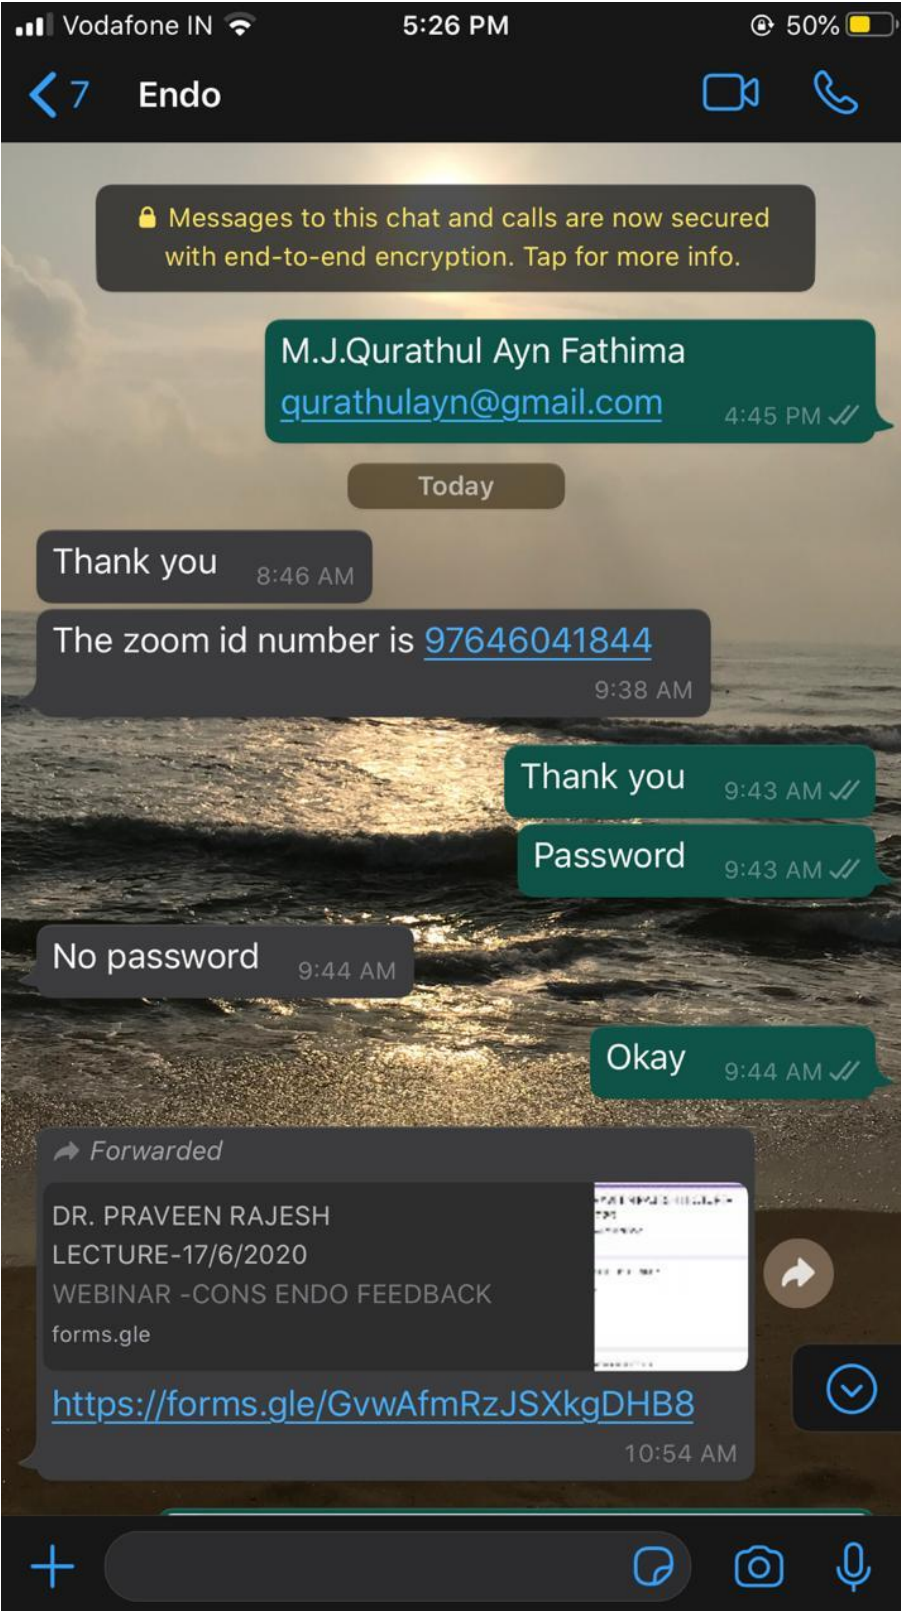 Vodafone IN 5:26 PM 50%
7 Endo
Messages to this chat and calls are now secured
with end-to-end encryption. Tap for more info.
M.J.Qurathul Ayn Fathima
qurathulayn@gmail.com 4:45 PM
Today
Thank you 8:46 AM
The zoom id number is 97646041844
9:38 AM
Thank you 9:43 AM
Password 9:43 AM
No password 9:44 AM
Okay 9:44 AM
Forwarded
DR. PRAVEEN RAJESH
LECTURE-17/6/2020
WEBINAR -CONS ENDO FEEDBACK
forms.gle
https://forms.gle/GvwAfmRzJSXkgDHB8
10:54 AM